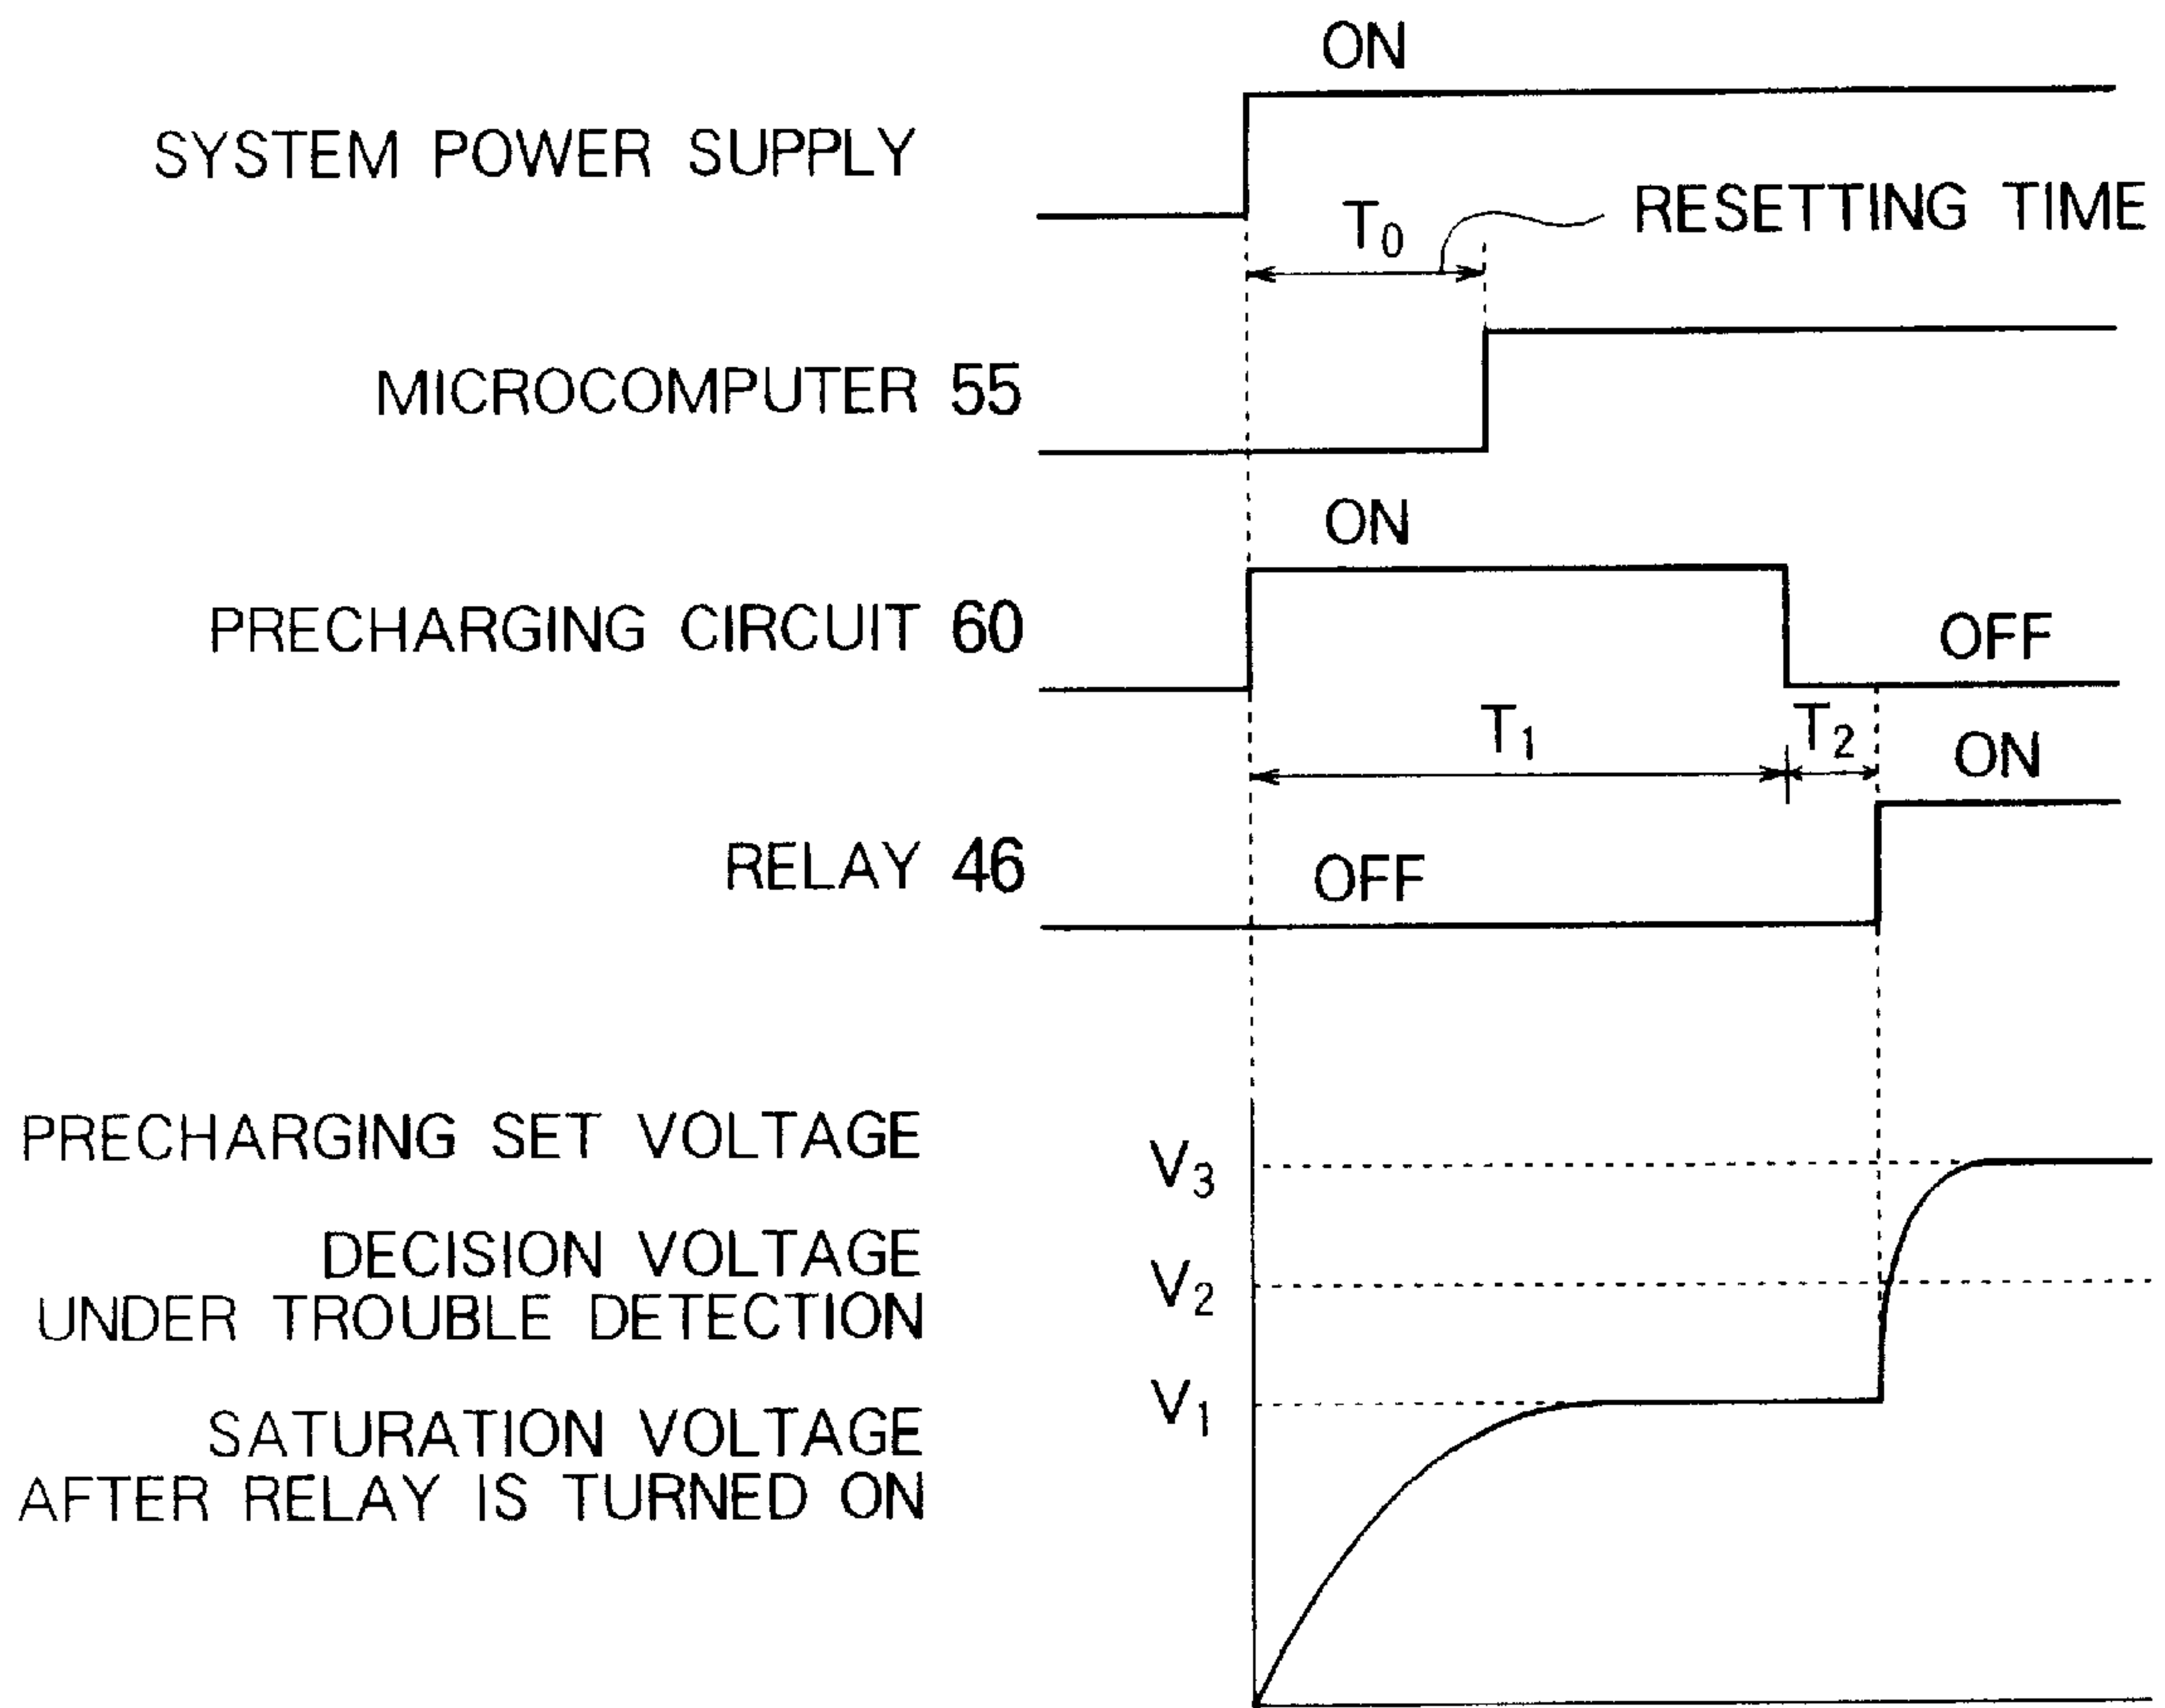 ON
SYSTEM POWER SUPPLY
T₀
RESETTING TIME
MICROCOMPUTER 55
ON
PRECHARGING CIRCUIT 60
OFF
T₁
T₂
ON
RELAY 46
OFF
PRECHARGING SET VOLTAGE
V₃
DECISION VOLTAGE
UNDER TROUBLE DETECTION
V₂
SATURATION VOLTAGE
AFTER RELAY IS TURNED ON
V₁